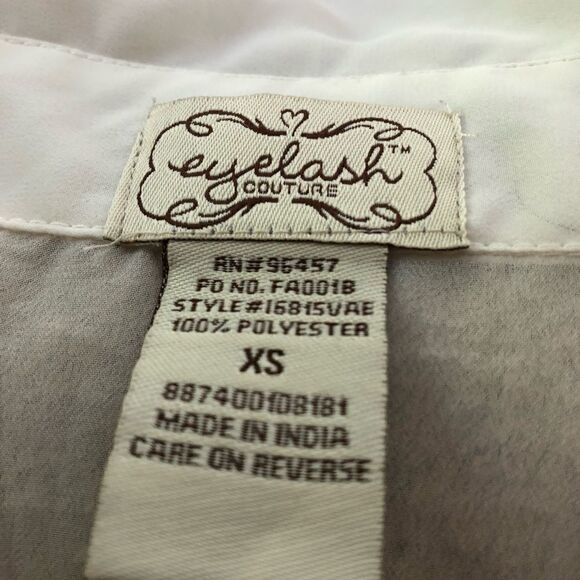 eyelash™
COUTURE
RN#96457
PO NO. FA001B
STYLE#16815VAE
100% POLYESTER
XS
887400108181
MADE IN INDIA
CARE ON REVERSE